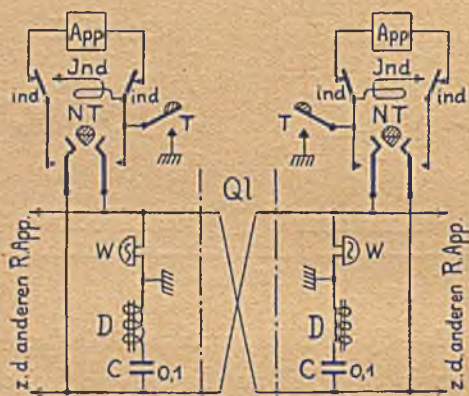 App
Jnd
ind
ind
NT
T
App
Jnd
ind
ind
NT
T
Ql
W
D
C
0,1
z.d. anderen R.App.
W
D
C
0,1
z.d. anderen R.App.